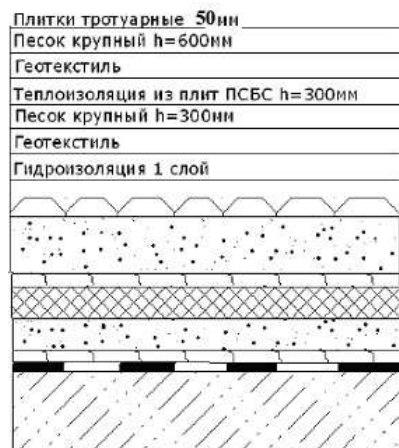 Плитки тротуарные 50мм
Песок крупный h=600мм
Геотекстиль
Теплоизоляция из плит ПСБС h=300мм
Песок крупный h=300мм
Геотекстиль
Гидроизоляция 1 слой